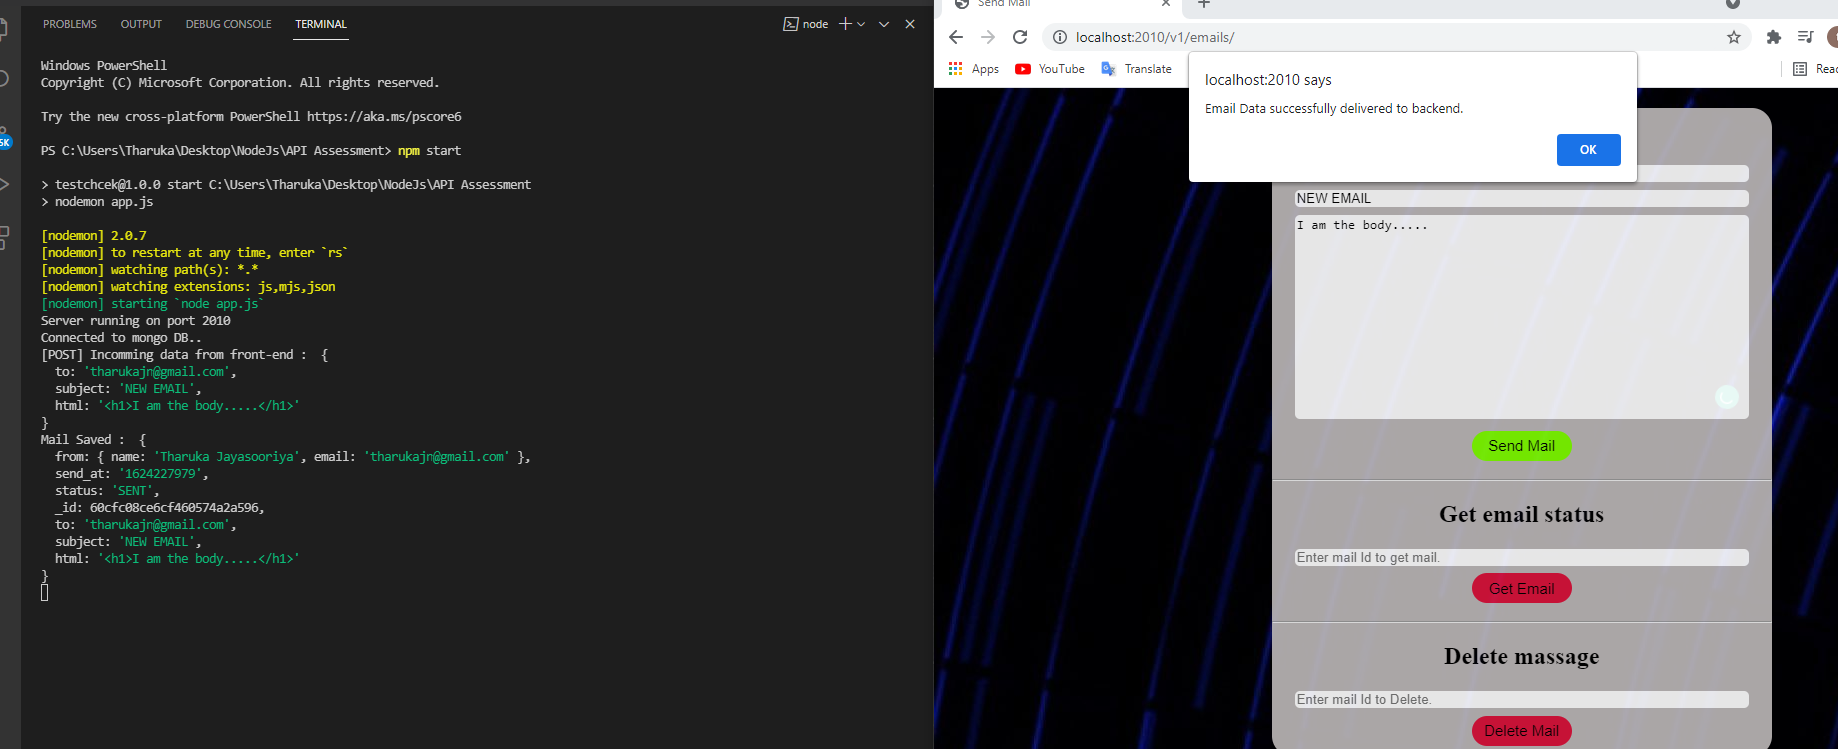 PROBLEMS OUTPUT DEBUG CONSOLE TERMINAL
node
Windows PowerShell
Copyright (C) Microsoft Corporation. All rights reserved.
Try the new cross-platform PowerShell https://aka.ms/pscore6
PS C:\Users\Tharuka\Desktop\NodeJs\API Assessment> npm start
> testchcek@1.0.0 start C:\Users\Tharuka\Desktop\NodeJs\API Assessment
> nodemon app.js
[nodemon] 2.0.7
[nodemon] to restart at any time, enter `rs`
[nodemon] watching path(s): *.*
[nodemon] watching extensions: js,mjs,json
[nodemon] starting `node app.js`
Server running on port 2010
Connected to mongo DB..
[POST] Incomming data from front-end :  {
  to: 'tharukajn@gmail.com',
  subject: 'NEW EMAIL',
  html: '<h1>I am the body.....</h1>'
}
Mail Saved :  {
  from: { name: 'Tharuka Jayasooriya', email: 'tharukajn@gmail.com' },
  send_at: '1624227979',
  status: 'SENT',
  _id: 60cfc08ce6cf460574a2a596,
  to: 'tharukajn@gmail.com',
  subject: 'NEW EMAIL',
  html: '<h1>I am the body.....</h1>'
}
Send Mail
localhost:2010/v1/emails/
Apps YouTube Translate
localhost:2010 says
Email Data successfully delivered to backend.
OK
NEW EMAIL
I am the body.....
Send Mail
Get email status
Enter mail Id to get mail.
Get Email
Delete massage
Enter mail Id to Delete.
Delete Mail